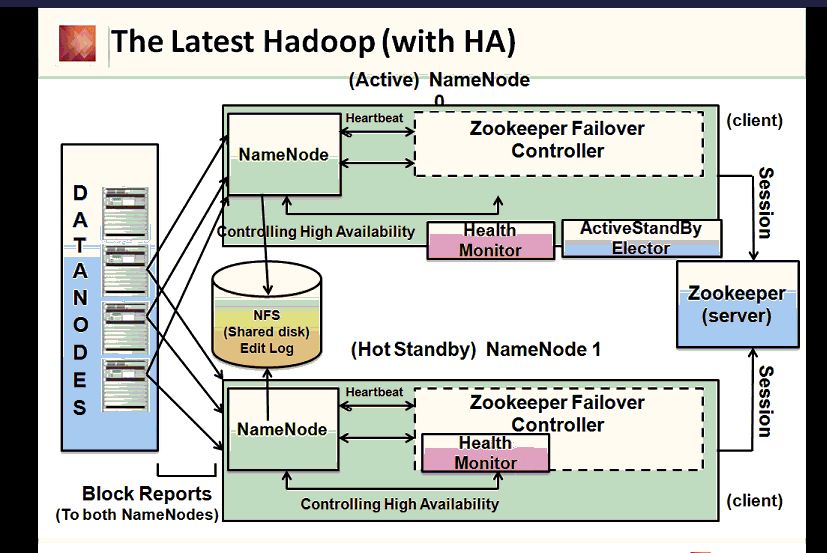 The Latest Hadoop (with HA)
(Active) NameNode
0
(client)
Heartbeat
NameNode
Zookeeper Failover
Controller
Controlling High Availability
Health
Monitor
ActiveStandBy
Elector
Session
DATANODES
NFS
(Shared disk)
Edit Log
Zookeeper
(server)
(Hot Standby) NameNode 1
Heartbeat
NameNode
Zookeeper Failover
Controller
Health
Monitor
Session
Controlling High Availability
(client)
Block Reports
(To both NameNodes)